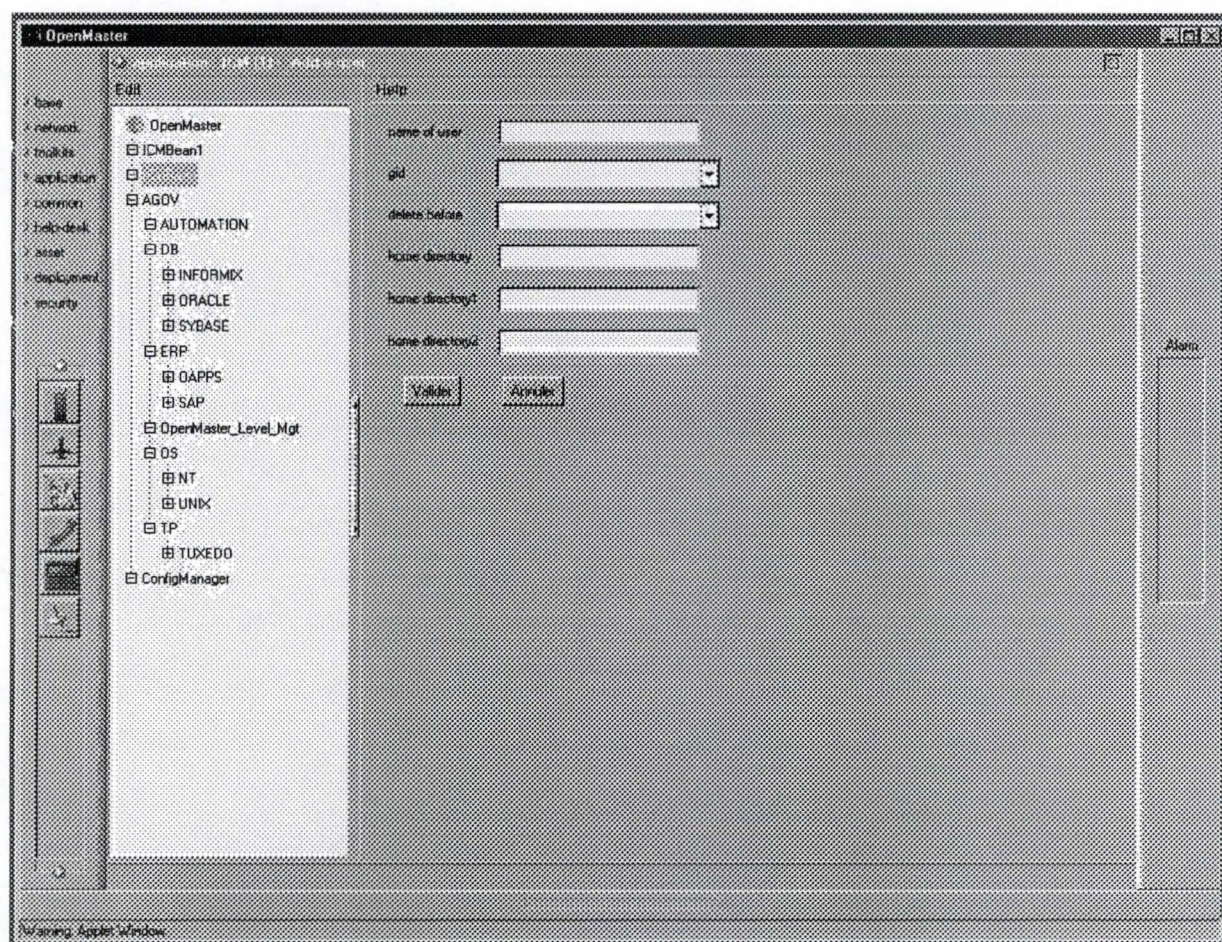 OpenMaster
Add a user
Edit
Help
base
network
toolkits
application
common
help-desk
asset
deployment
security
OpenMaster
ICMBean1
AGOV
AUTOMATION
DB
INFORMIX
ORACLE
SYBASE
ERP
OAPPS
SAP
OpenMaster_Level_Mgt
OS
NT
UNIX
TP
TUXEDO
ConfigManager
name of user
gid
delete before
home directory
home directory1
home directory2
Valider
Annuler
Alarm
Warning: Applet Window